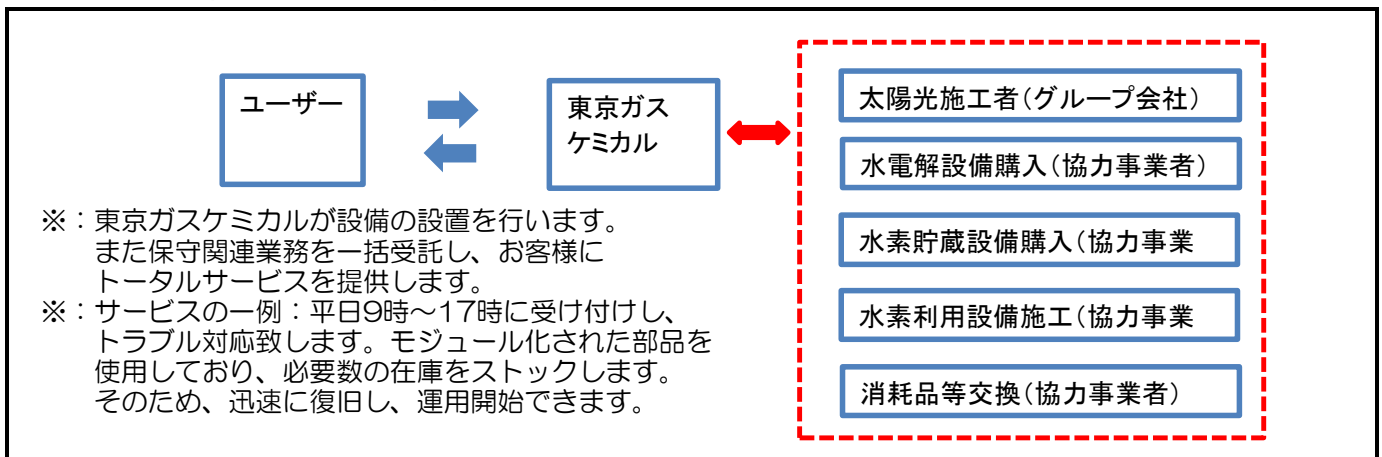 ユーザー
東京ガス
ケミカル
太陽光施工者(グループ会社)
水電解設備購入(協力事業者)
水素貯蔵設備購入(協力事業
水素利用設備施工(協力事業
消耗品等交換(協力事業者)
※：東京ガスケミカルが設備の設置を行います。
また保守関連業務を一括受託し、お客様に
トータルサービスを提供します。
※：サービスの一例：平日9時～17時に受け付けし、
トラブル対応致します。モジュール化された部品を
使用しており、必要数の在庫をストックします。
そのため、迅速に復旧し、運用開始できます。